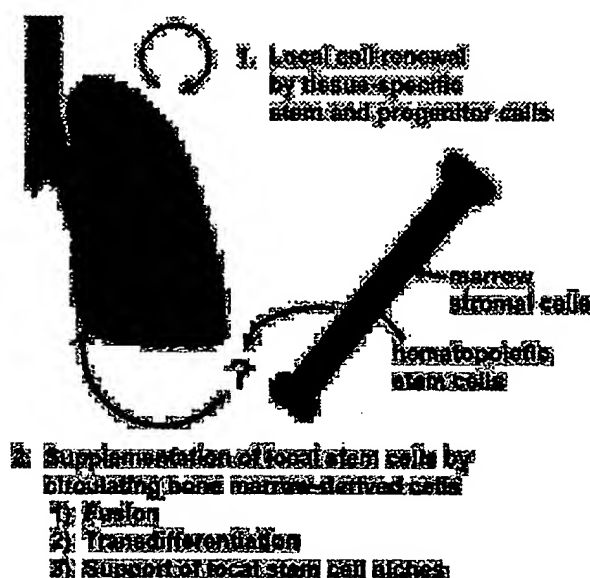 1. Local cell renewal
by tissue-specific
stem and progenitor cells
marrow
stromal cells
hematopoietic
stem cells
?
2. Supplementation of local stem cells by
circulating bone marrow-derived cells
1) Fusion
2) Transdifferentiation
3) Support of local stem cell niches